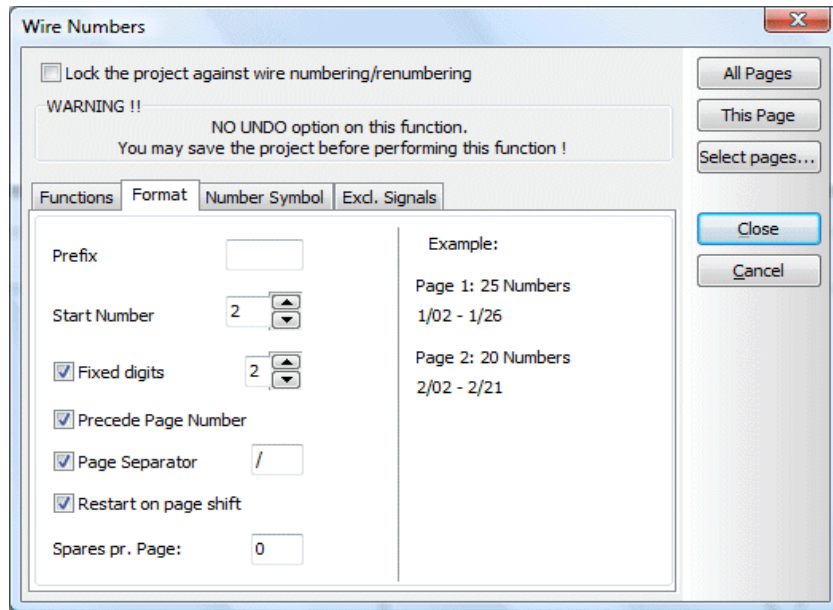 Wire Numbers
Lock the project against wire numbering/renumbering
WARNING !!
NO UNDO option on this function.
You may save the project before performing this function !
All Pages
This Page
Select pages...
Close
Cancel
Functions Format Number Symbol Excl. Signals
Prefix
Start Number 2
Fixed digits 2
Precede Page Number
Page Separator /
Restart on page shift
Spares pr. Page: 0
Example:
Page 1: 25 Numbers
1/02 - 1/26
Page 2: 20 Numbers
2/02 - 2/21